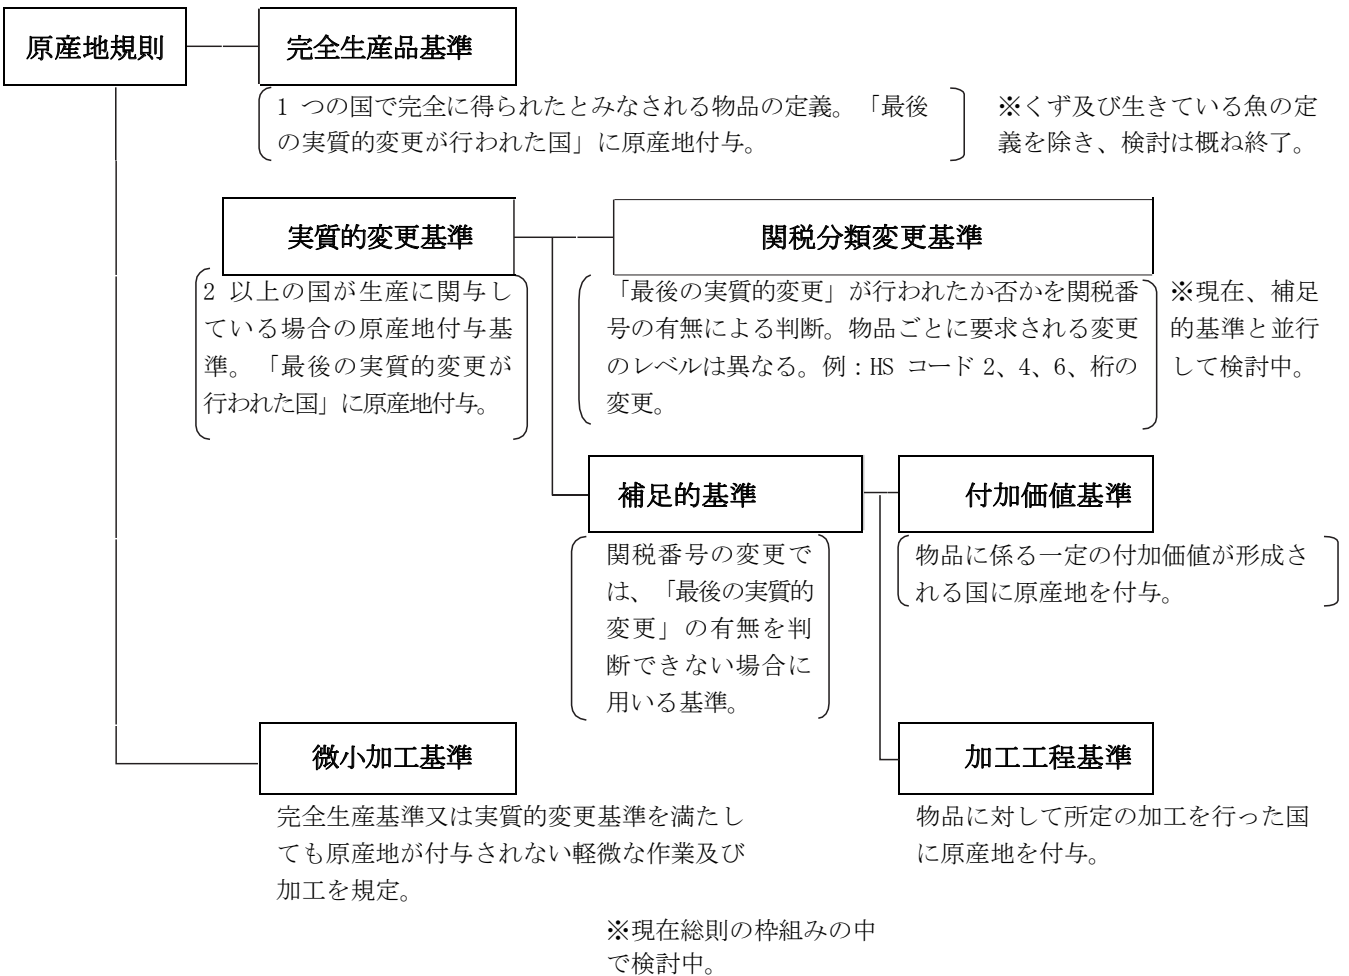 原産地規則
完全生産品基準
1 つの国で完全に得られたとみなされる物品の定義。「最後
の実質的変更が行われた国」に原産地付与。
※くず及び生きている魚の定
義を除き、検討は概ね終了。
実質的変更基準
関税分類変更基準
2 以上の国が生産に関与し
ている場合の原産地付与基
準。「最後の実質的変更が
行われた国」に原産地付与。
「最後の実質的変更」が行われたか否かを関税番
号の有無による判断。物品ごとに要求される変更
のレベルは異なる。例：HS コード 2、4、6、桁の
変更。
※現在、補足
的基準と並行
して検討中。
補足的基準
付加価値基準
関税番号の変更で
は、「最後の実質的
変更」の有無を判
断できない場合に
用いる基準。
物品に係る一定の付加価値が形成さ
れる国に原産地を付与。
微小加工基準
加工工程基準
完全生産基準又は実質的変更基準を満たし
ても原産地が付与されない軽微な作業及び
加工を規定。
物品に対して所定の加工を行った国
に原産地を付与。
※現在総則の枠組みの中
で検討中。